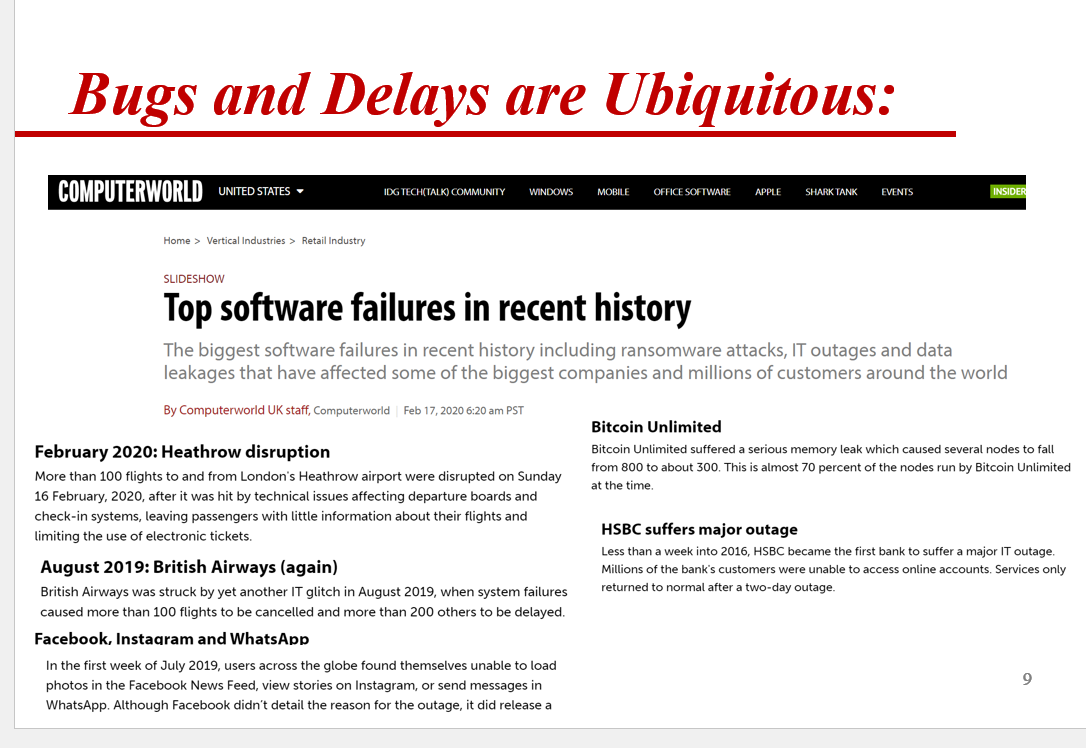 Bugs and Delays are Ubiquitous:
COMPUTERWORLD UNITED STATES IDG TECH(TALK) COMMUNITY WINDOWS MOBILE OFFICE SOFTWARE APPLE SHARK TANK EVENTS INSIDER
Home > Vertical Industries > Retail Industry
SLIDESHOW
Top software failures in recent history
The biggest software failures in recent history including ransomware attacks, IT outages and data
leakages that have affected some of the biggest companies and millions of customers around the world
By Computerworld UK staff, Computerworld | Feb 17, 2020 6:20 am PST
February 2020: Heathrow disruption
More than 100 flights to and from London's Heathrow airport were disrupted on Sunday
16 February, 2020, after it was hit by technical issues affecting departure boards and
check-in systems, leaving passengers with little information about their flights and
limiting the use of electronic tickets.
August 2019: British Airways (again)
British Airways was struck by yet another IT glitch in August 2019, when system failures
caused more than 100 flights to be cancelled and more than 200 others to be delayed.
Facebook, Instagram and WhatsApp
In the first week of July 2019, users across the globe found themselves unable to load
photos in the Facebook News Feed, view stories on Instagram, or send messages in
WhatsApp. Although Facebook didn't detail the reason for the outage, it did release a
Bitcoin Unlimited
Bitcoin Unlimited suffered a serious memory leak which caused several nodes to fall
from 800 to about 300. This is almost 70 percent of the nodes run by Bitcoin Unlimited
at the time.
HSBC suffers major outage
Less than a week into 2016, HSBC became the first bank to suffer a major IT outage.
Millions of the bank's customers were unable to access online accounts. Services only
returned to normal after a two-day outage.
9